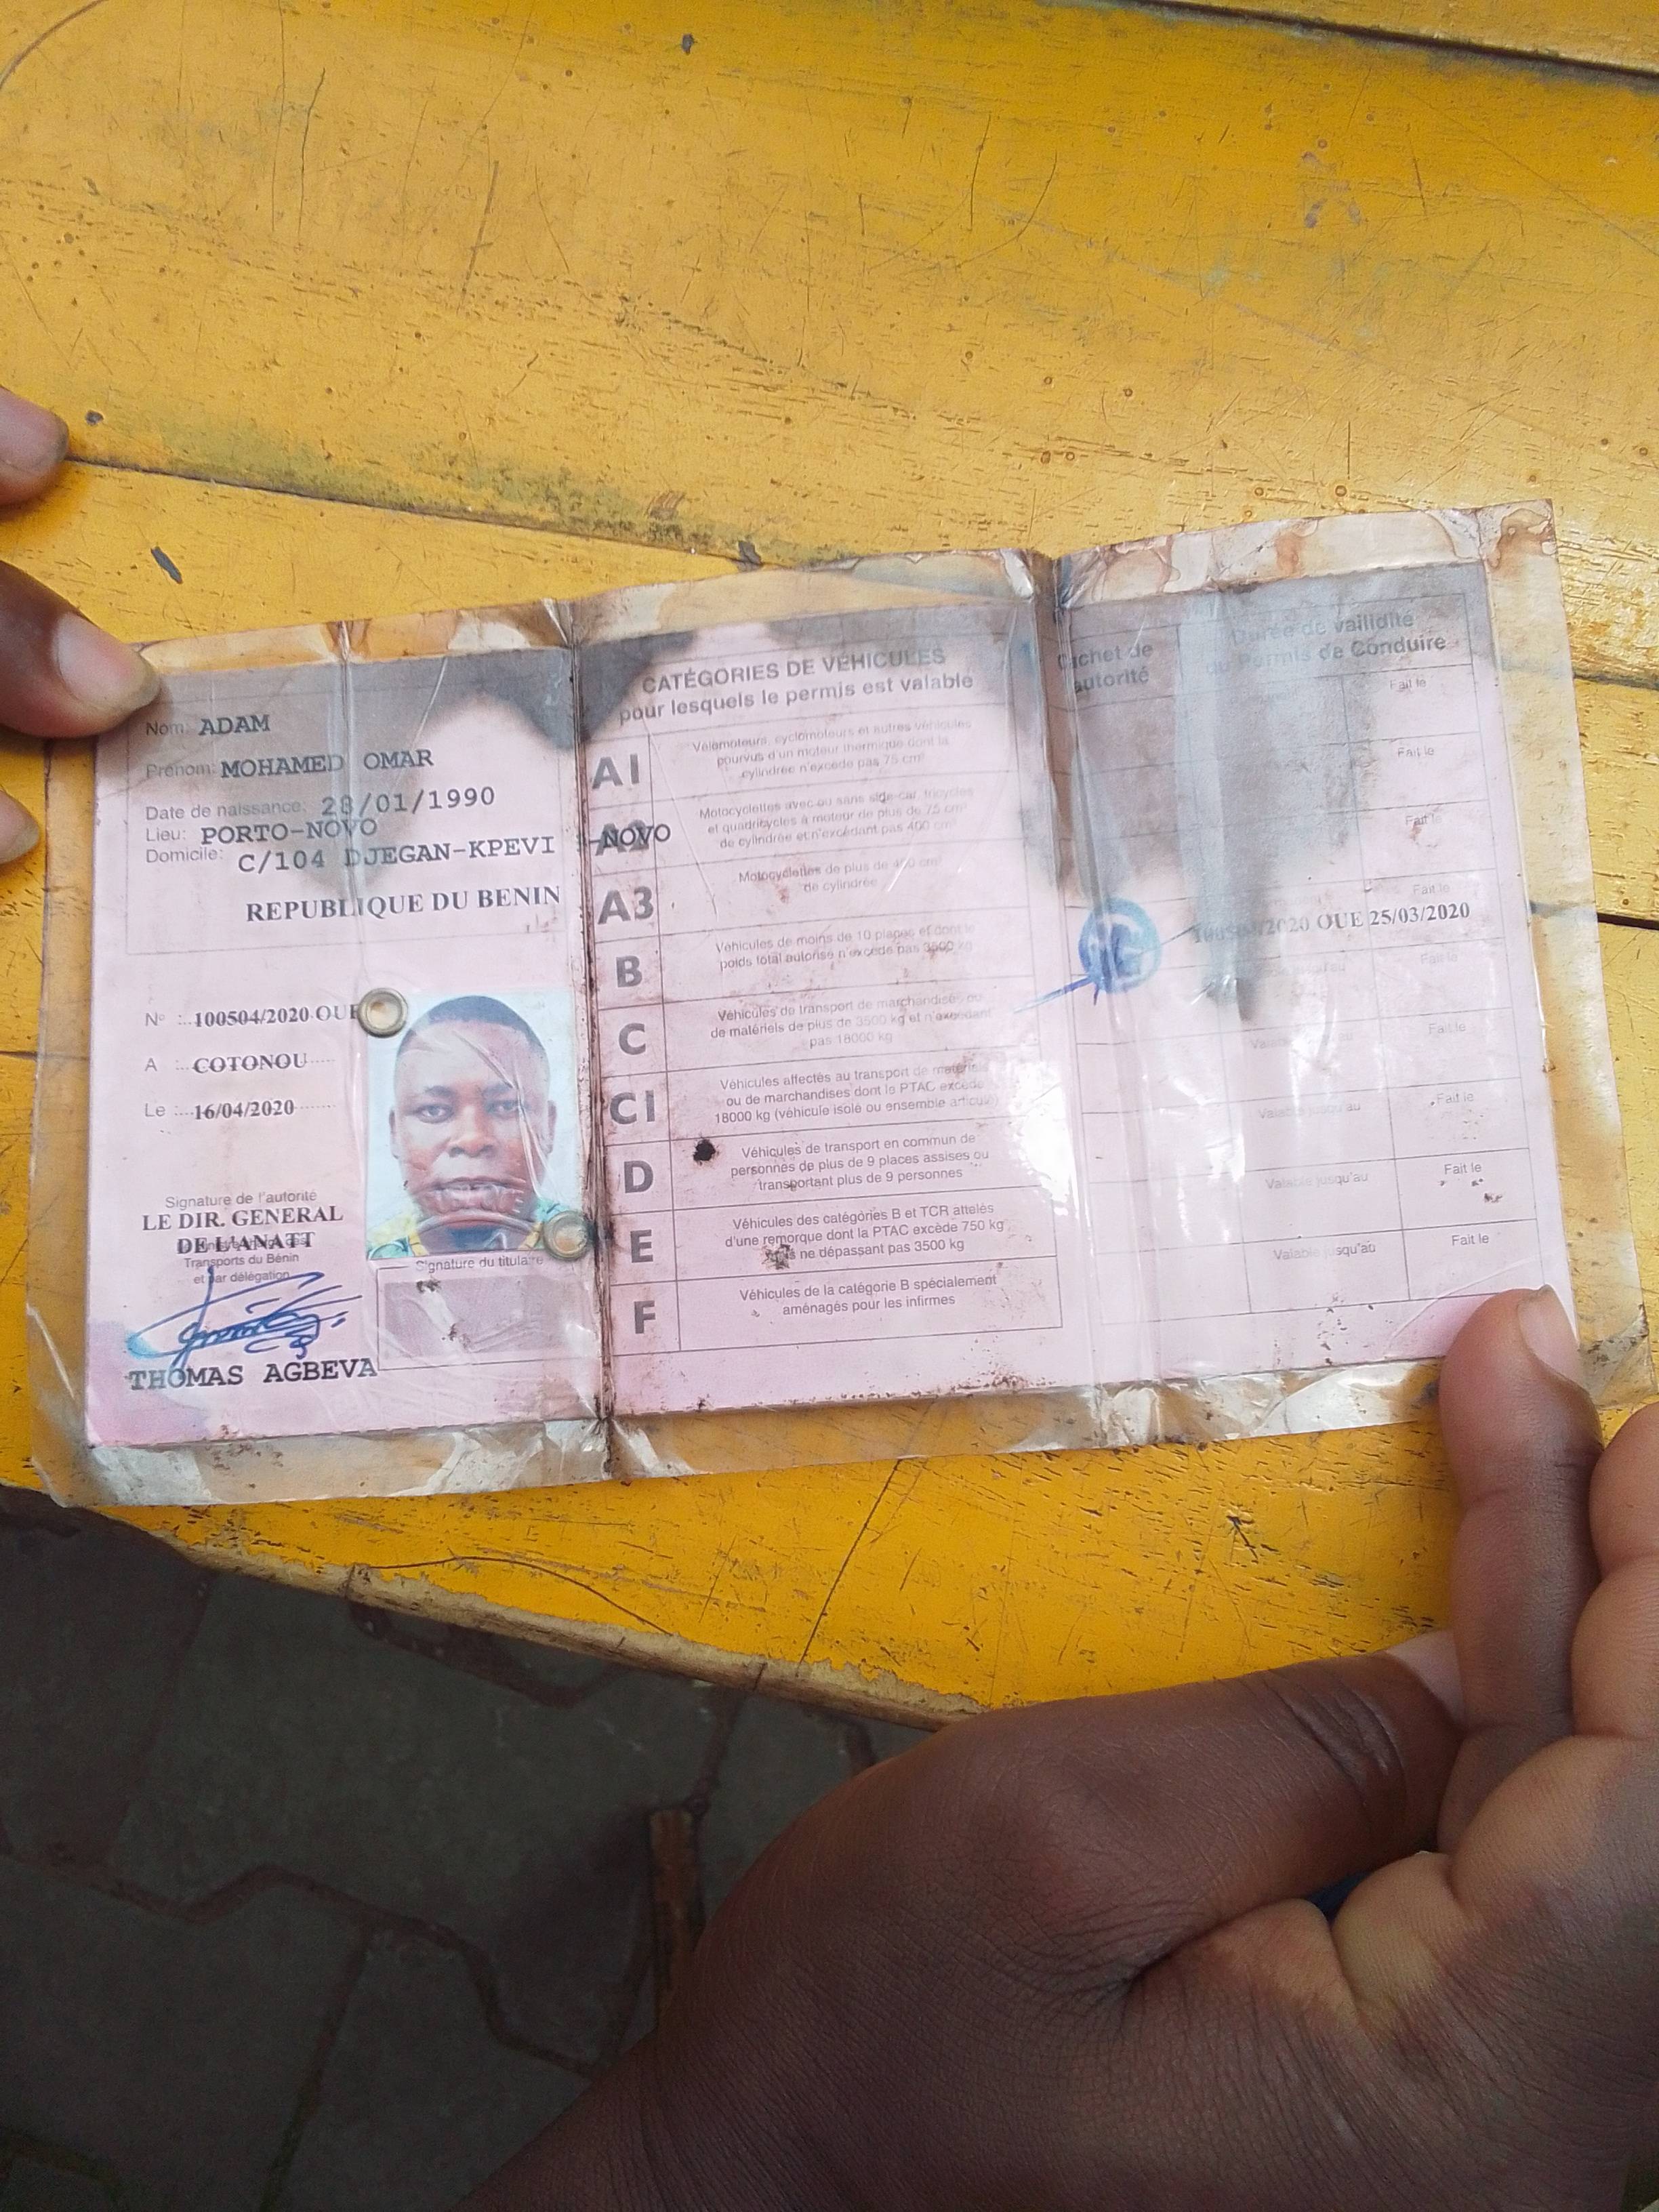 Nom: ADAM
Prénom: MOHAMED OMAR
Date de naissance: 28/01/1990
Lieu: PORTO-NOVO
Domicile: C/104 DJEGAN-KPEVI -NOVO
REPUBLIQUE DU BENIN
N° :..100504/2020 OUE
A :..COTONOU
Le :..16/04/2020
Signature de l'autorité
LE DIR. GENERAL
DE L'ANATT
Transports du Bénin
et par délégation
THOMAS AGBEVA
Signature du titulaire
CATÉGORIES DE VÉHICULES
pour lesquels le permis est valable
A1
Vélomoteurs, cyclomoteurs et autres véhicules
pourvus d'un moteur thermique dont la
cylindrée n'excède pas 75 cm³
A2
Motocyclettes avec ou sans side-car, tricycles
et quadricycles à moteur de plus de 75 cm³
de cylindrée et n'excédant pas 400 cm³
A3
Motocyclettes de plus de 400 cm³
de cylindrée
B
Véhicules de moins de 10 places et dont le
poids total autorisé n'excède pas 3500 kg
C
Véhicules de transport de marchandises ou
de matériels de plus de 3500 kg et n'excédant
pas 18000 kg
C1
Véhicules affectés au transport de matériels
ou de marchandises dont le PTAC excède
18000 kg (véhicule isolé ou ensemble articulé)
D
Véhicules de transport en commun de
personnes de plus de 9 places assises ou
transportant plus de 9 personnes
E
Véhicules des catégories B et TCR attelés
d'une remorque dont la PTAC excède 750 kg
ne dépassant pas 3500 kg
F
Véhicules de la catégorie B spécialement
aménagés pour les infirmes
Cachet de
autorité
Durée de vailidité
du Permis de Conduire
Fait le
Fait le
Fait le
Fait le
/2020 OUE 25/03/2020
Fait le
Valable jusqu'au
Fait le
Valable jusqu'au
Fait le
Valable jusqu'au
Fait le
Valable jusqu'au
Fait le